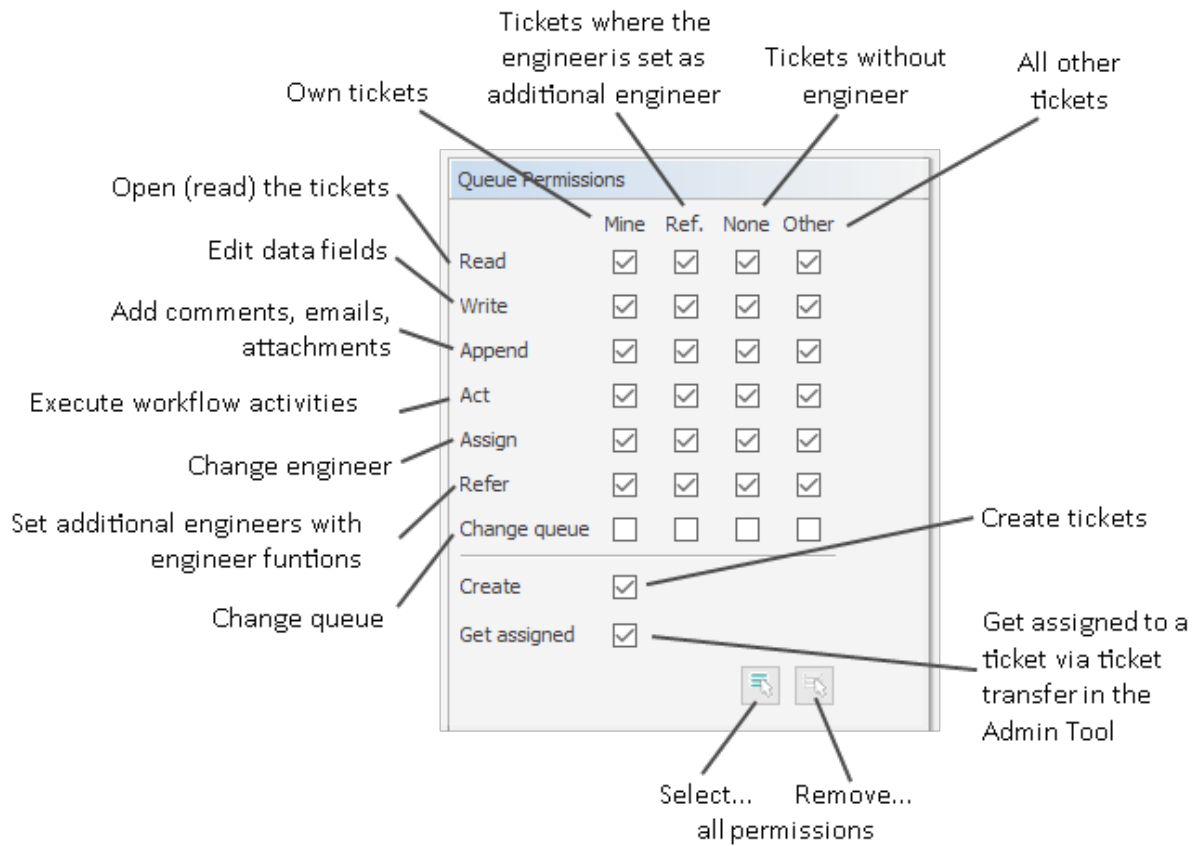 Tickets where the
engineer is set as
additional engineer
Tickets without
engineer
All other
tickets
Own tickets
Queue Permissions
Open (read) the tickets
Mine Ref. None Other
Edit data fields
Read
Write
Add comments, emails,
attachments
Append
Execute workflow activities
Act
Assign
Change engineer
Refer
Set additional engineers with
engineer funtions
Change queue
Create tickets
Create
Change queue
Get assigned
Get assigned to a
ticket via ticket
transfer in the
Admin Tool
Select... Remove...
all permissions